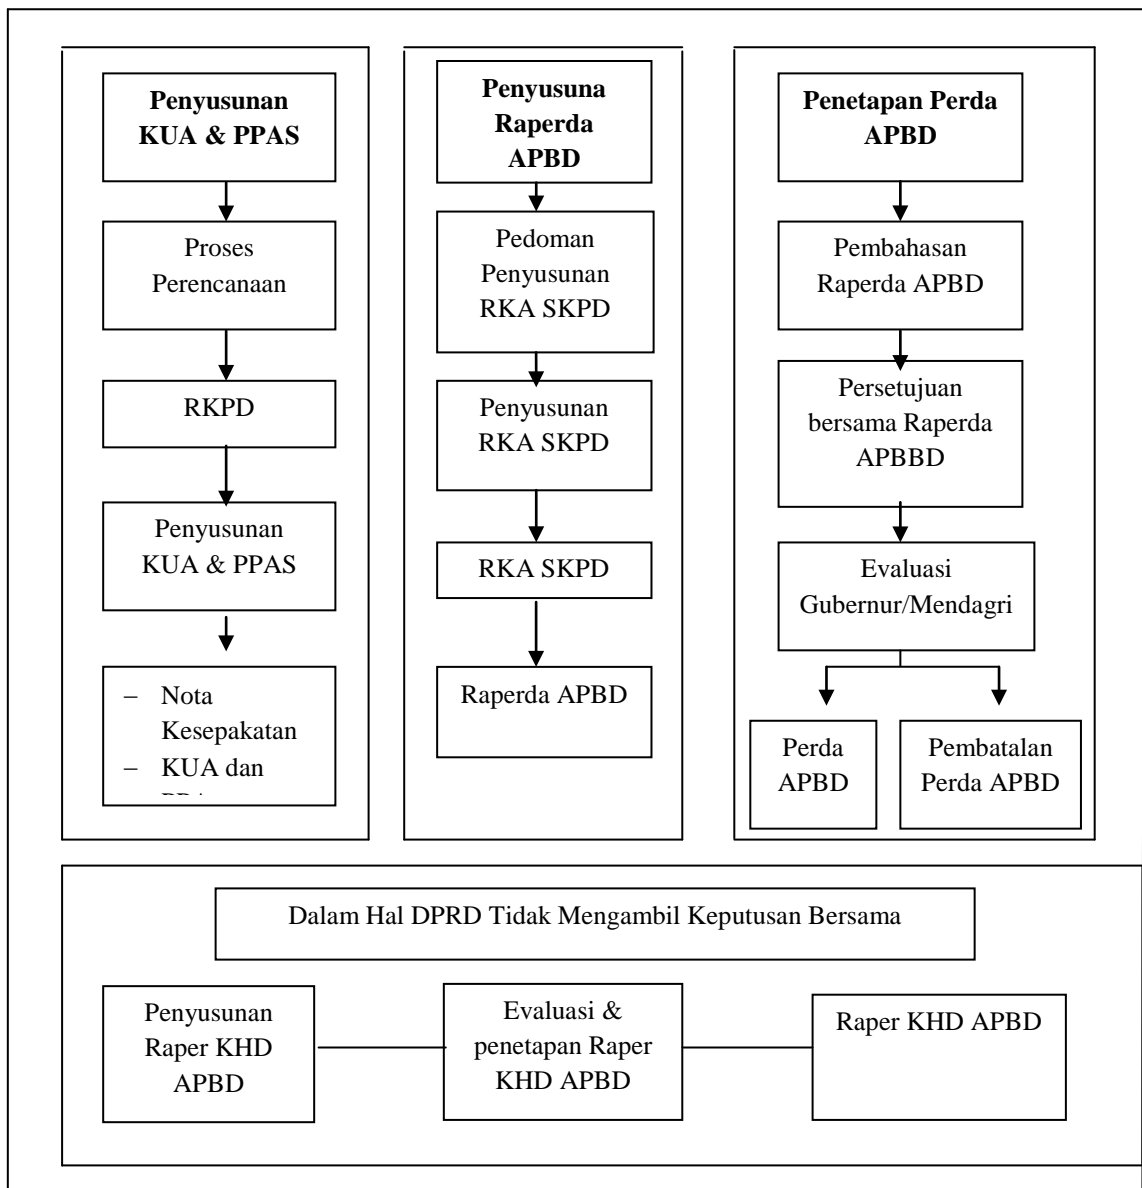 Penyusunan
KUA & PPAS
Proses
Perencanaan
RKPD
Penyusunan
KUA & PPAS
– Nota
Kesepakatan
– KUA dan
Penyusuna
Raperda
APBD
Pedoman
Penyusunan
RKA SKPD
Penyusunan
RKA SKPD
RKA SKPD
Raperda APBD
Penetapan Perda
APBD
Pembahasan
Raperda APBD
Persetujuan
bersama Raperda
APBBD
Evaluasi
Gubernur/Mendagri
Perda
APBD
Pembatalan
Perda APBD
Dalam Hal DPRD Tidak Mengambil Keputusan Bersama
Penyusunan
Raper KHD
APBD
Evaluasi &
penetapan Raper
KHD APBD
Raper KHD APBD